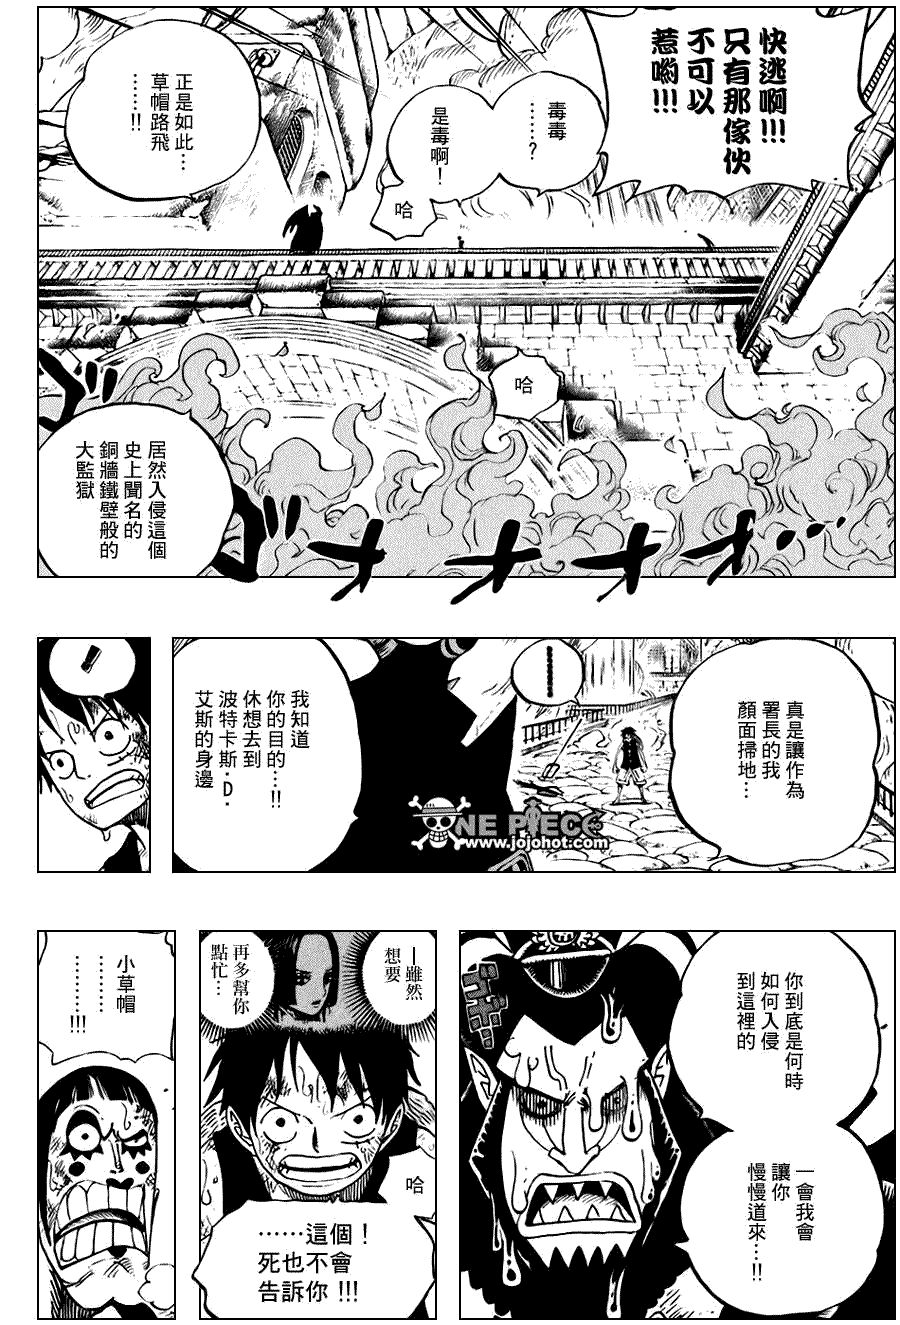 快逃啊!!!
只有那傢伙
不可以
惹喲!!!
毒毒
……?
是毒啊！
哈
正是如此…
草帽路飛
……!!
哈
居然入侵這個
史上聞名的
銅牆鐵壁般的
大監獄
オオオオ…
真是讓作為
署長的我
顏面掃地…
我知道
你的目的…!!
休想去到
波特卡斯·D·
艾斯的身邊
ONE PIECE
www.jojohot.com
！
你到底是何時
如何入侵
到這裡的
一會我會
讓你
慢慢道來…!!
—雖然
想要
再多幫你
點忙…
哈
……這個！
死也不會
告訴你 !!!
小草帽
………
………!!!